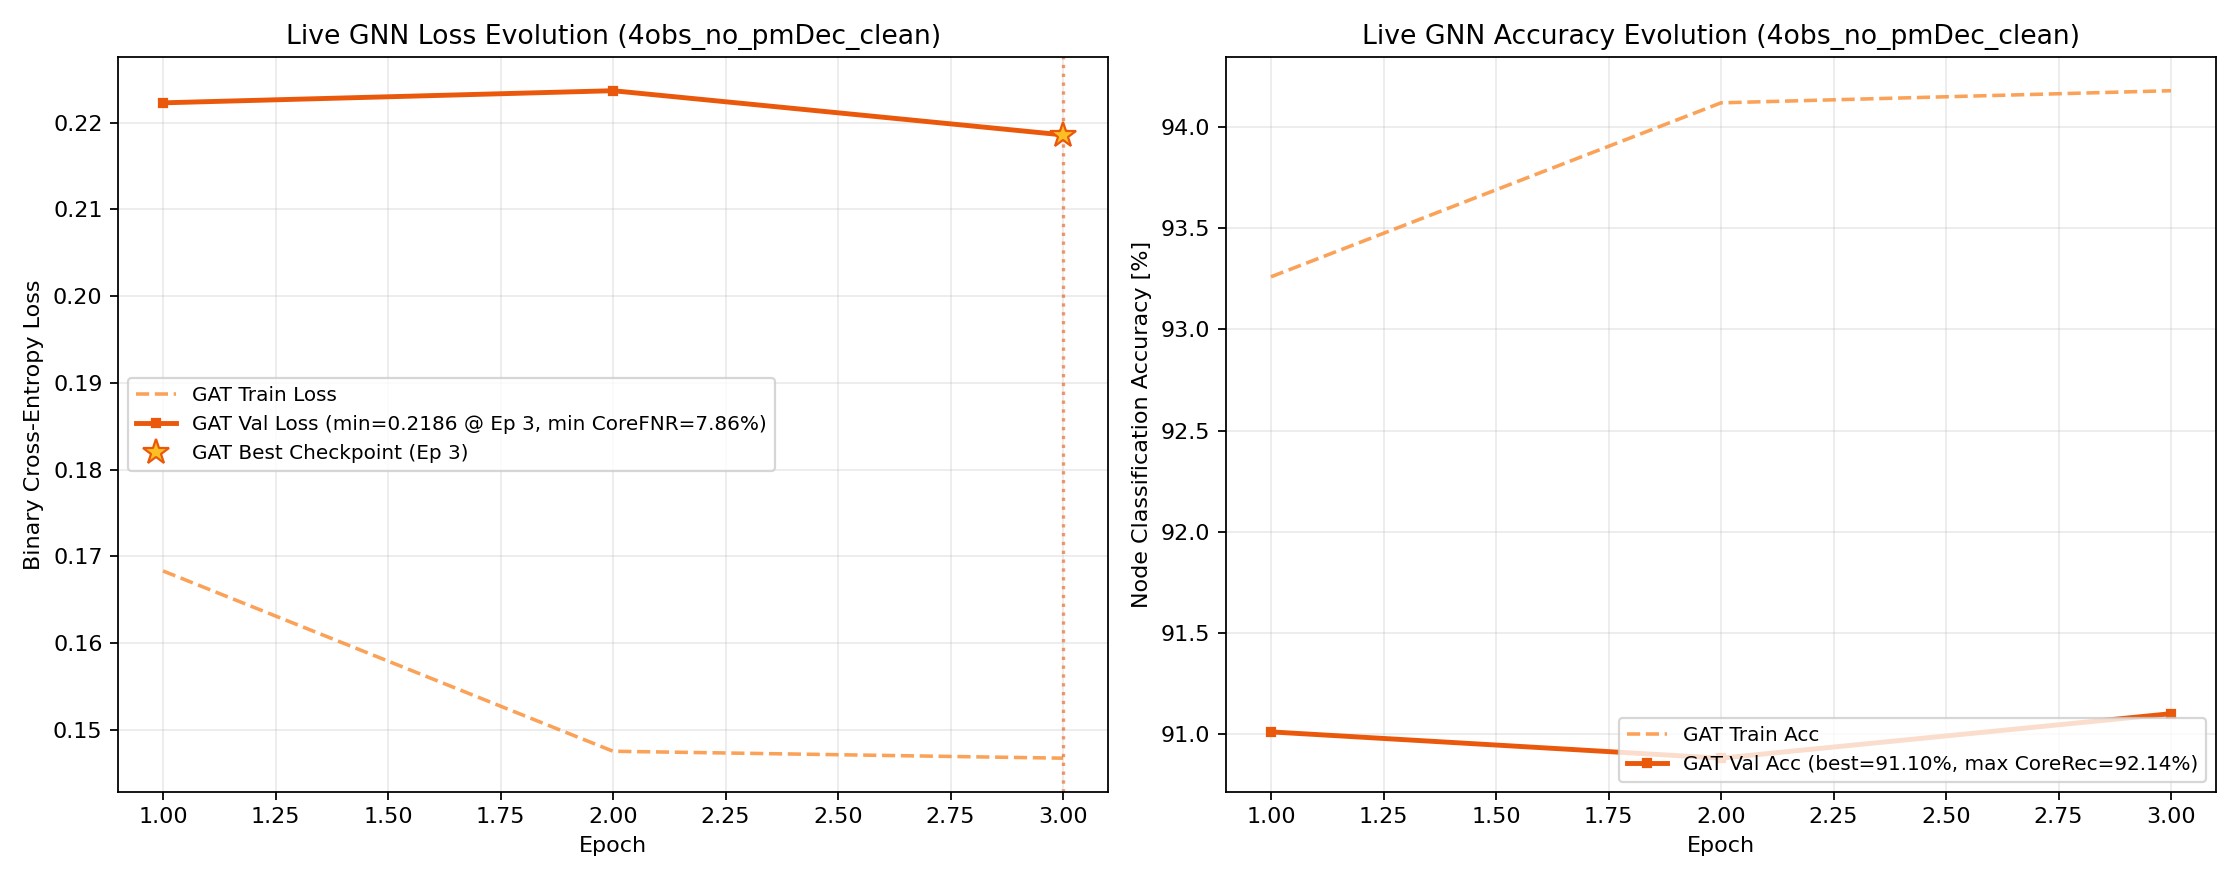 Live GNN Loss Evolution (4obs_no_pmDec_clean)
Binary Cross-Entropy Loss
0.22
0.21
0.20
0.19
0.18
0.17
0.16
0.15
GAT Train Loss
GAT Val Loss (min=0.2186 @ Ep 3, min CoreFNR=7.86%)
GAT Best Checkpoint (Ep 3)
1.00 1.25 1.50 1.75 2.00 2.25 2.50 2.75 3.00
Epoch
Live GNN Accuracy Evolution (4obs_no_pmDec_clean)
Node Classification Accuracy [%]
94.0
93.5
93.0
92.5
92.0
91.5
91.0
GAT Train Acc
GAT Val Acc (best=91.10%, max CoreRec=92.14%)
1.00 1.25 1.50 1.75 2.00 2.25 2.50 2.75 3.00
Epoch